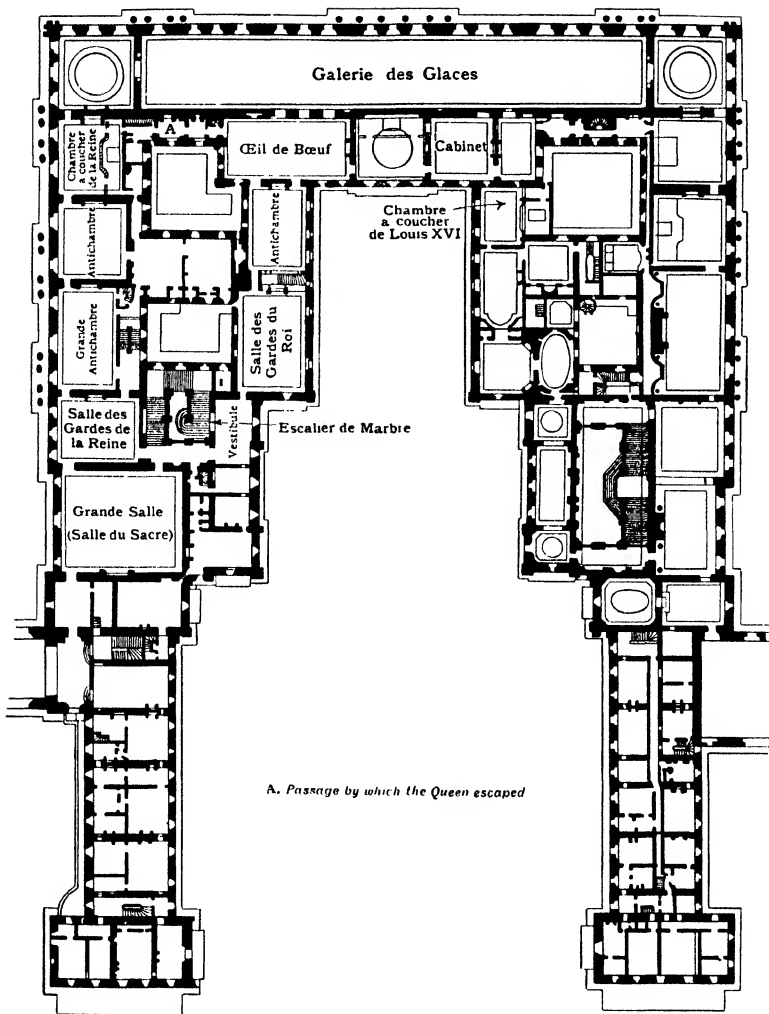 Galerie des Glaces
A
Chambre
a coucher
de la Reine
Œil de Bœuf
Cabinet
Chambre
a coucher
de Louis XVI
Antichambre
Antichambre
Grande
Antichambre
Salle des
Gardes du
Roi
Salle des
Gardes de
la Reine
Vestibule
Escalier de Marbre
Grande Salle
(Salle du Sacre)
A. Passage by which the Queen escaped